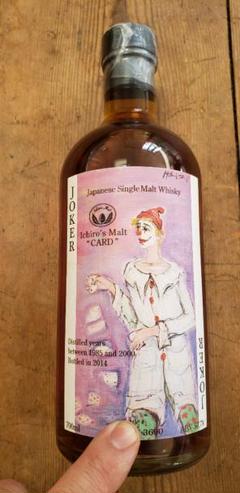 JOKER
Japanese Single Malt Whisky
Ichiro's Malt
"CARD"
Distilled years
between 1985 and 2000
Bottled in 2014
JOKER
700ml
3690